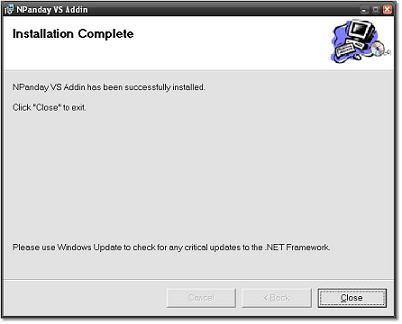 NPanday VS Addin
Installation Complete
NPanday VS Addin has been successfully installed.
Click "Close" to exit.
Please use Windows Update to check for any critical updates to the .NET Framework.
Cancel
< Back
Close